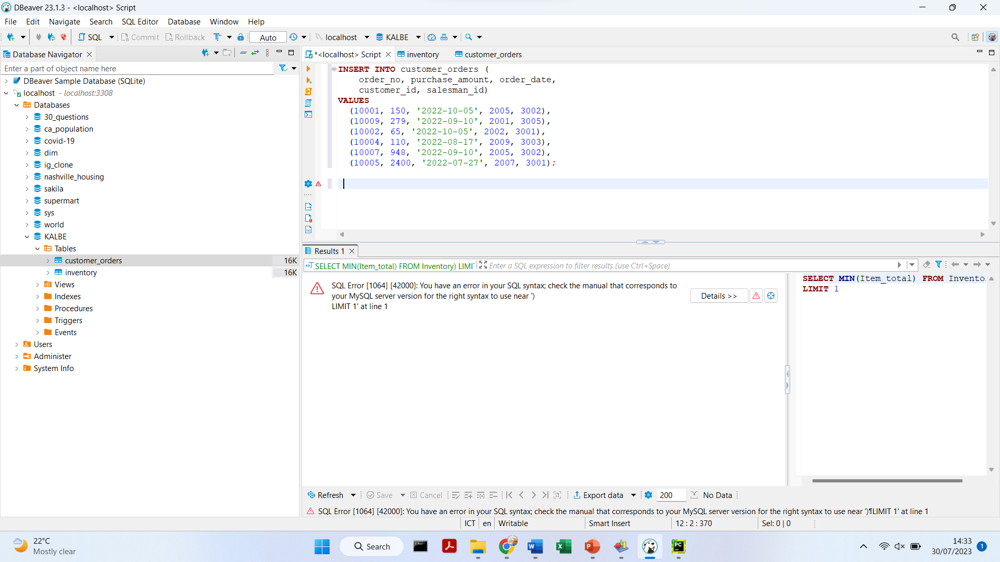 DBeaver 23.1.3 - <localhost> Script
File Edit Navigate Search SQL Editor Database Window Help
SQL Commit Rollback Auto localhost KALBE
Database Navigator
*<localhost> Script inventory customer_orders
Enter a part of object name here
DBeaver Sample Database (SQLite)
localhost - localhost:3308
Databases
30_questions
ca_population
covid-19
dim
ig_clone
nashville_housing
sakila
supermart
sys
world
KALBE
Tables
customer_orders 16K
inventory 16K
Views
Indexes
Procedures
Triggers
Events
Users
Administer
System Info
INSERT INTO customer_orders (
order_no, purchase_amount, order_date,
customer_id, salesman_id)
VALUES
(10001, 150, '2022-10-05', 2005, 3002),
(10009, 279, '2022-09-10', 2001, 3005),
(10002, 65, '2022-10-05', 2002, 3001),
(10004, 110, '2022-08-17', 2009, 3003),
(10007, 948, '2022-09-10', 2005, 3002),
(10005, 2400, '2022-07-27', 2007, 3001);
Results 1
SELECT MIN(Item_total) FROM Inventory) LIMI Enter a SQL expression to filter results (use Ctrl+Space)
SQL Error [1064] [42000]: You have an error in your SQL syntax; check the manual that corresponds to
your MySQL server version for the right syntax to use near ')
LIMIT 1' at line 1
Details >>
SELECT MIN(Item_total) FROM Invento
LIMIT 1
Refresh Save Cancel Export data 200 No Data
SQL Error [1064] [42000]: You have an error in your SQL syntax; check the manual that corresponds to your MySQL server version for the right syntax to use near ')¶LIMIT 1' at line 1
ICT en Writable Smart Insert 12 : 2 : 370 Sel: 0 | 0
22°C
Mostly clear
Search
14:33
30/07/2023
1